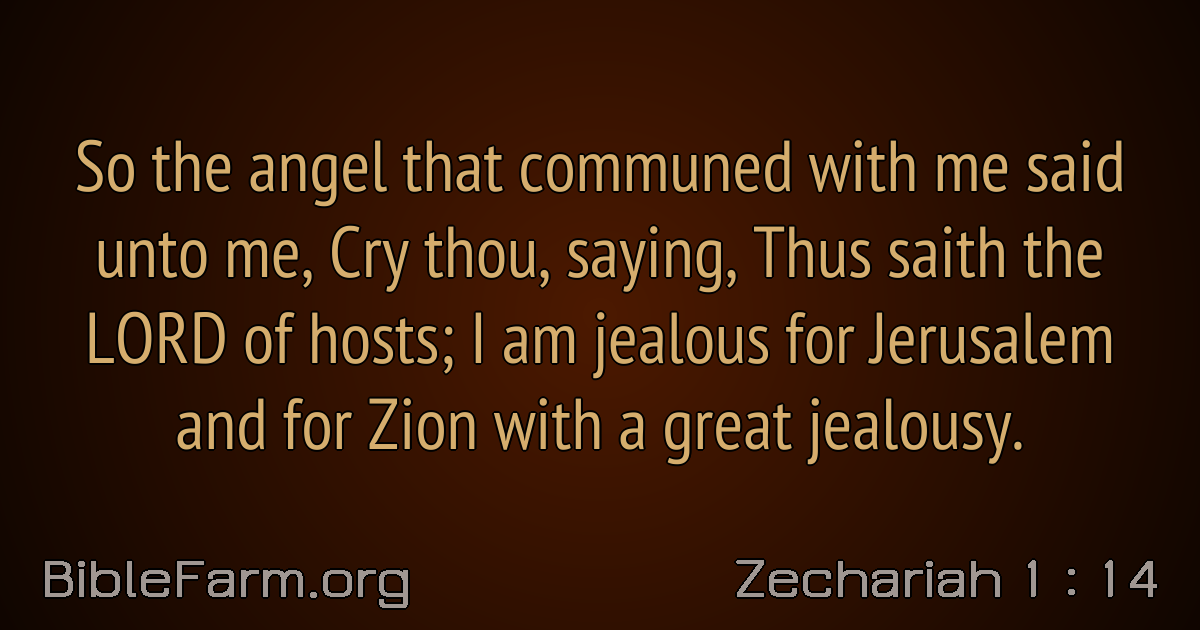 So the angel that communed with me said
unto me, Cry thou, saying, Thus saith the
LORD of hosts; I am jealous for Jerusalem
and for Zion with a great jealousy.
BibleFarm.org
Zechariah 1 : 14